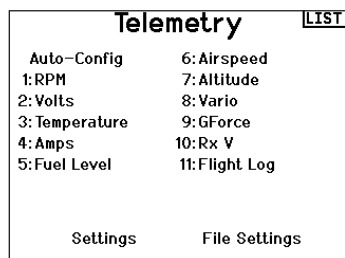 Telemetry
LIST
Auto-Config
1:RPM
2:Volts
3:Temperature
4:Amps
5:Fuel Level
6:Airspeed
7:Altitude
8:Vario
9:GForce
10:Rx V
11:Flight Log
Settings
File Settings